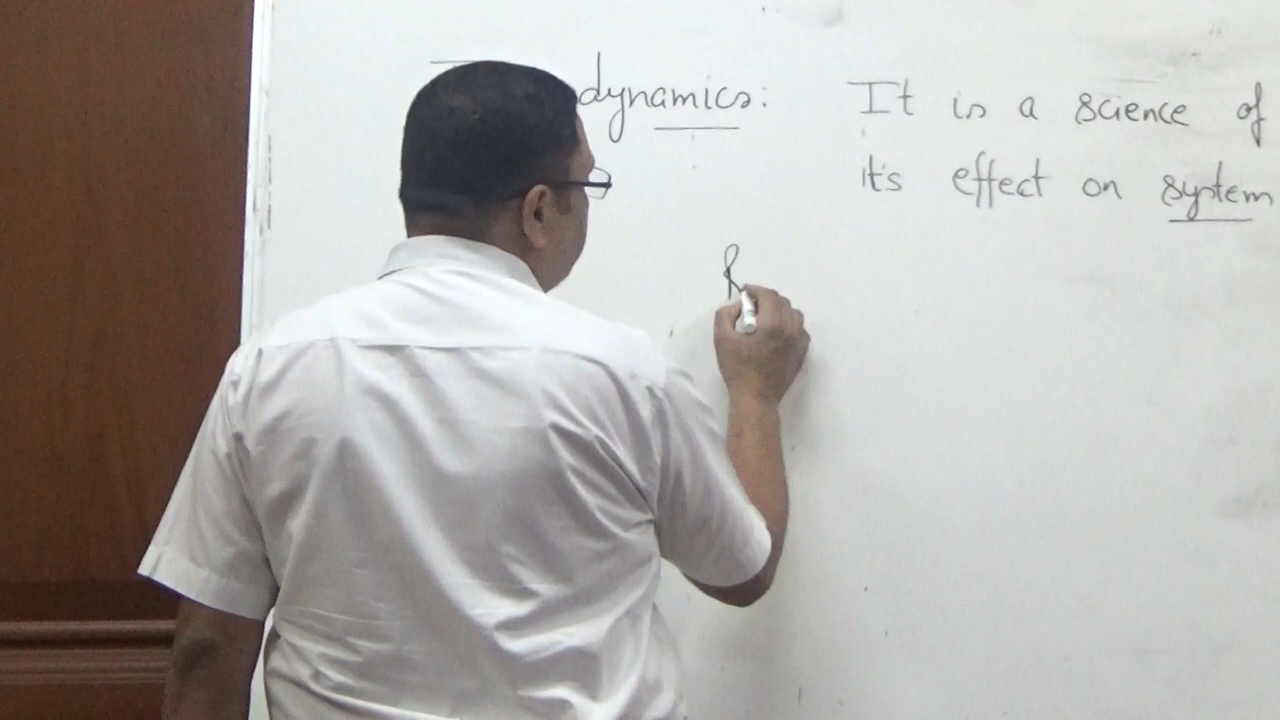 dynamics: It is a science of
it's effect on system